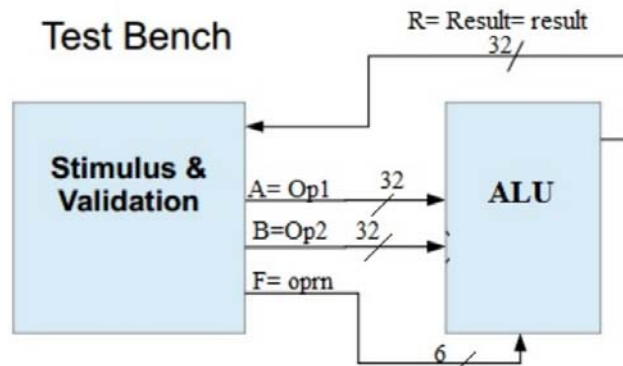 Test Bench
R= Result= result
32
Stimulus &
Validation
A= Op1
32
ALU
B=Op2
32
F= oprn
6